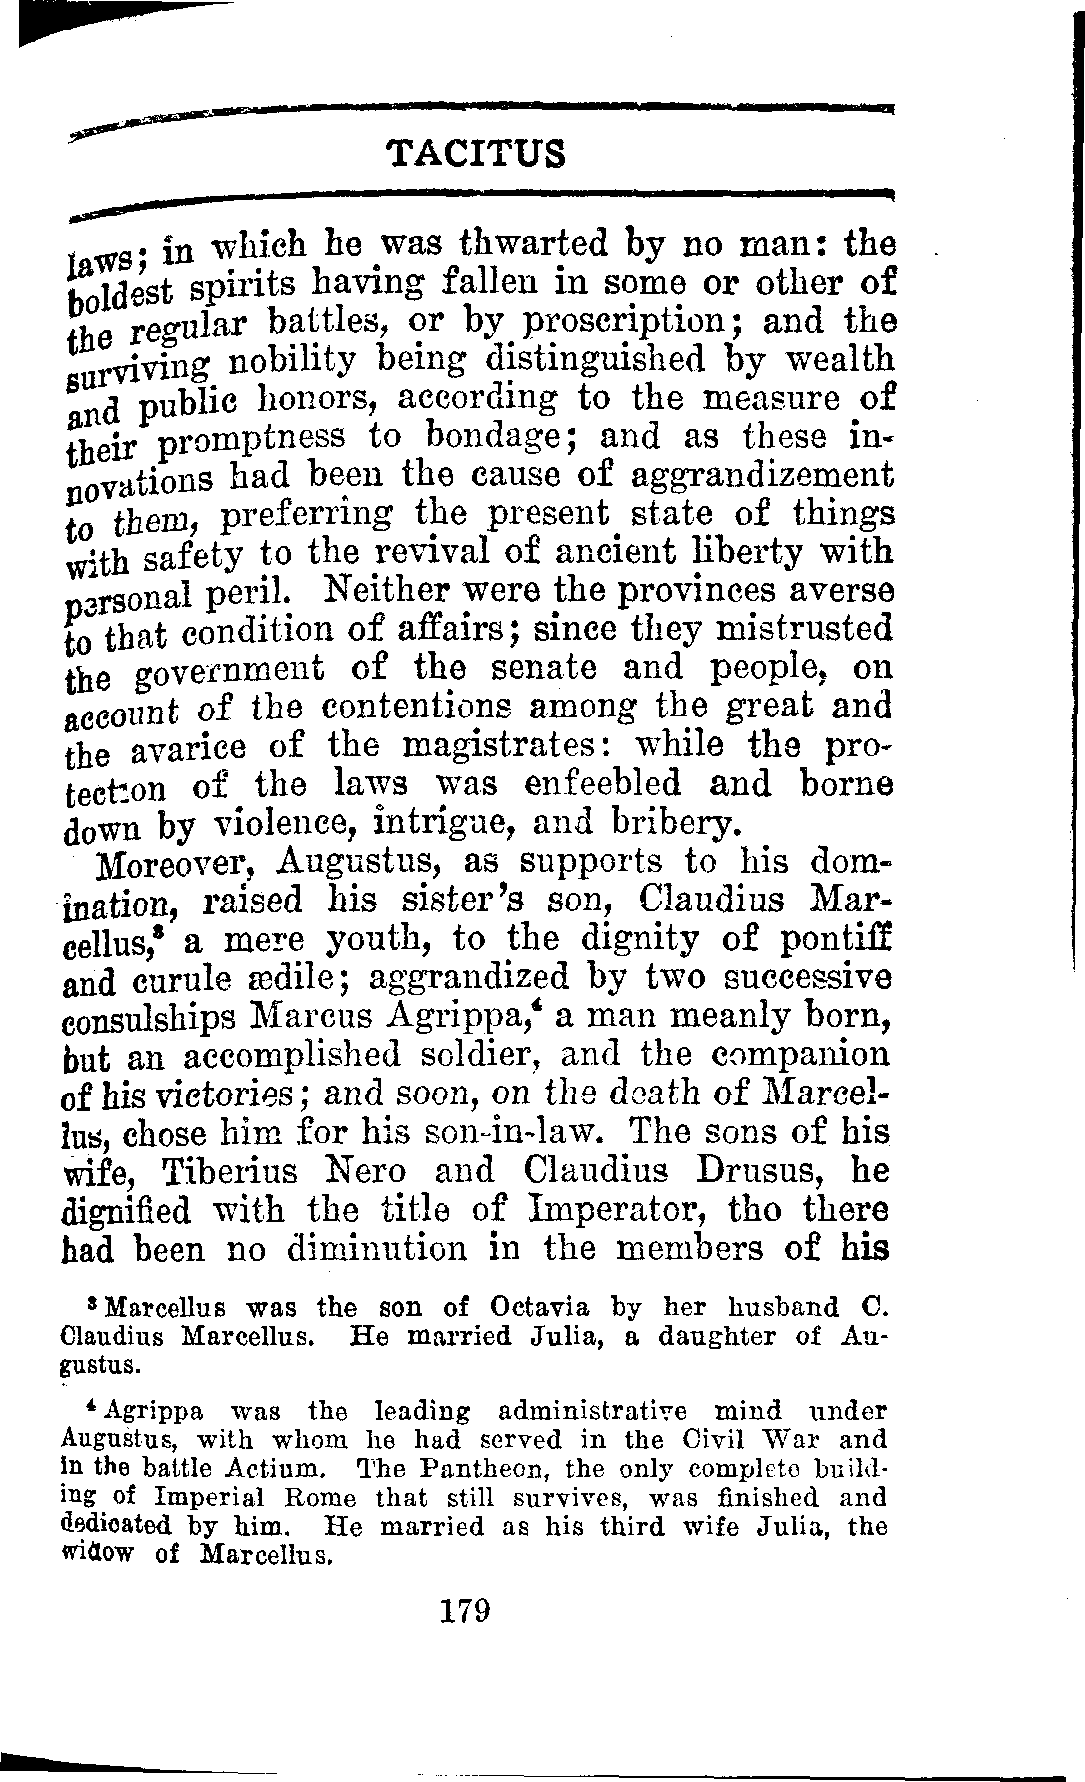 TACITUS
laws; in which he was thwarted by no man: the
boldest spirits having fallen in some or other of
the regular battles, or by proscription; and the
surviving nobility being distinguished by wealth
and public honors, according to the measure of
their promptness to bondage; and as these in-
novations had been the cause of aggrandizement
to them, preferring the present state of things
with safety to the revival of ancient liberty with
personal peril. Neither were the provinces averse
to that condition of affairs; since they mistrusted
the government of the senate and people, on
account of the contentions among the great and
the avarice of the magistrates: while the pro-
tection of the laws was enfeebled and borne
down by violence, intrigue, and bribery.
Moreover, Augustus, as supports to his dom-
ination, raised his sister's son, Claudius Mar-
cellus,³ a mere youth, to the dignity of pontiff
and curule ædile; aggrandized by two successive
consulships Marcus Agrippa,⁴ a man meanly born,
but an accomplished soldier, and the companion
of his victories; and soon, on the death of Marcel-
lus, chose him for his son-in-law. The sons of his
wife, Tiberius Nero and Claudius Drusus, he
dignified with the title of Imperator, tho there
had been no diminution in the members of his
³ Marcellus was the son of Octavia by her husband C.
Claudius Marcellus. He married Julia, a daughter of Au-
gustus.
⁴ Agrippa was the leading administrative mind under
Augustus, with whom he had served in the Civil War and
in the battle Actium. The Pantheon, the only complete build-
ing of Imperial Rome that still survives, was finished and
dedicated by him. He married as his third wife Julia, the
widow of Marcellus.
179